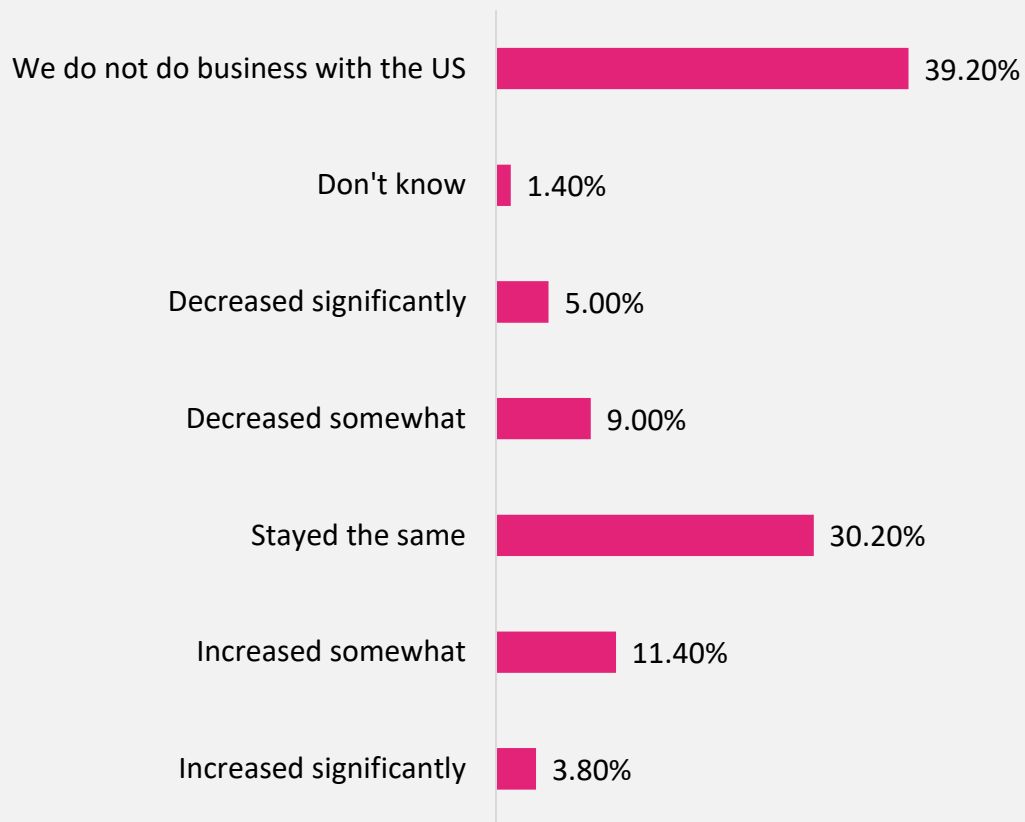 We do not do business with the US 39.20%
Don't know 1.40%
Decreased significantly 5.00%
Decreased somewhat 9.00%
Stayed the same 30.20%
Increased somewhat 11.40%
Increased significantly 3.80%